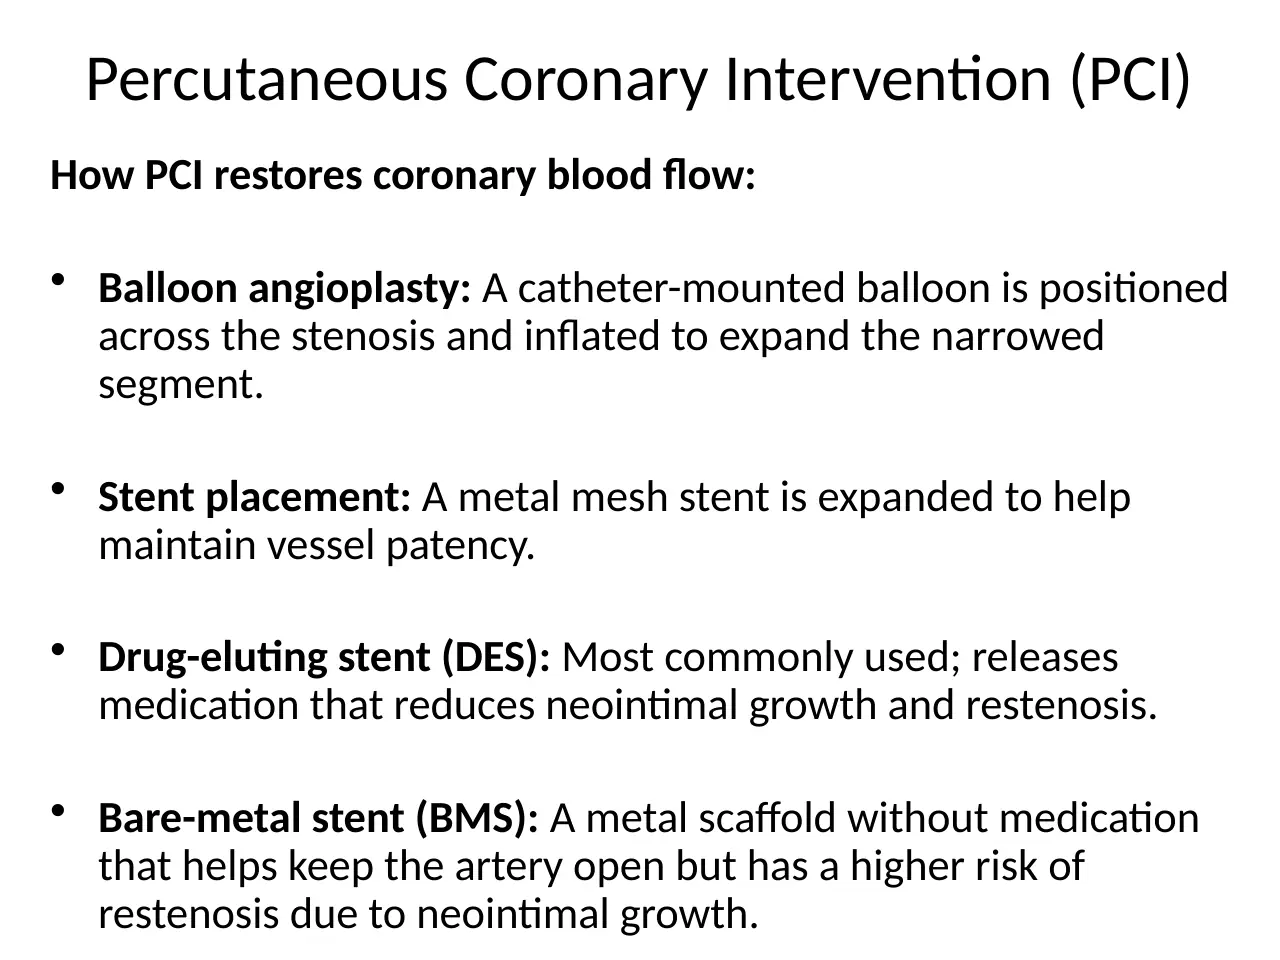 Percutaneous Coronary Intervention (PCI)
How PCI restores coronary blood flow:
• Balloon angioplasty: A catheter-mounted balloon is positioned
across the stenosis and inflated to expand the narrowed
segment.
• Stent placement: A metal mesh stent is expanded to help
maintain vessel patency.
• Drug-eluting stent (DES): Most commonly used; releases
medication that reduces neointimal growth and restenosis.
• Bare-metal stent (BMS): A metal scaffold without medication
that helps keep the artery open but has a higher risk of
restenosis due to neointimal growth.